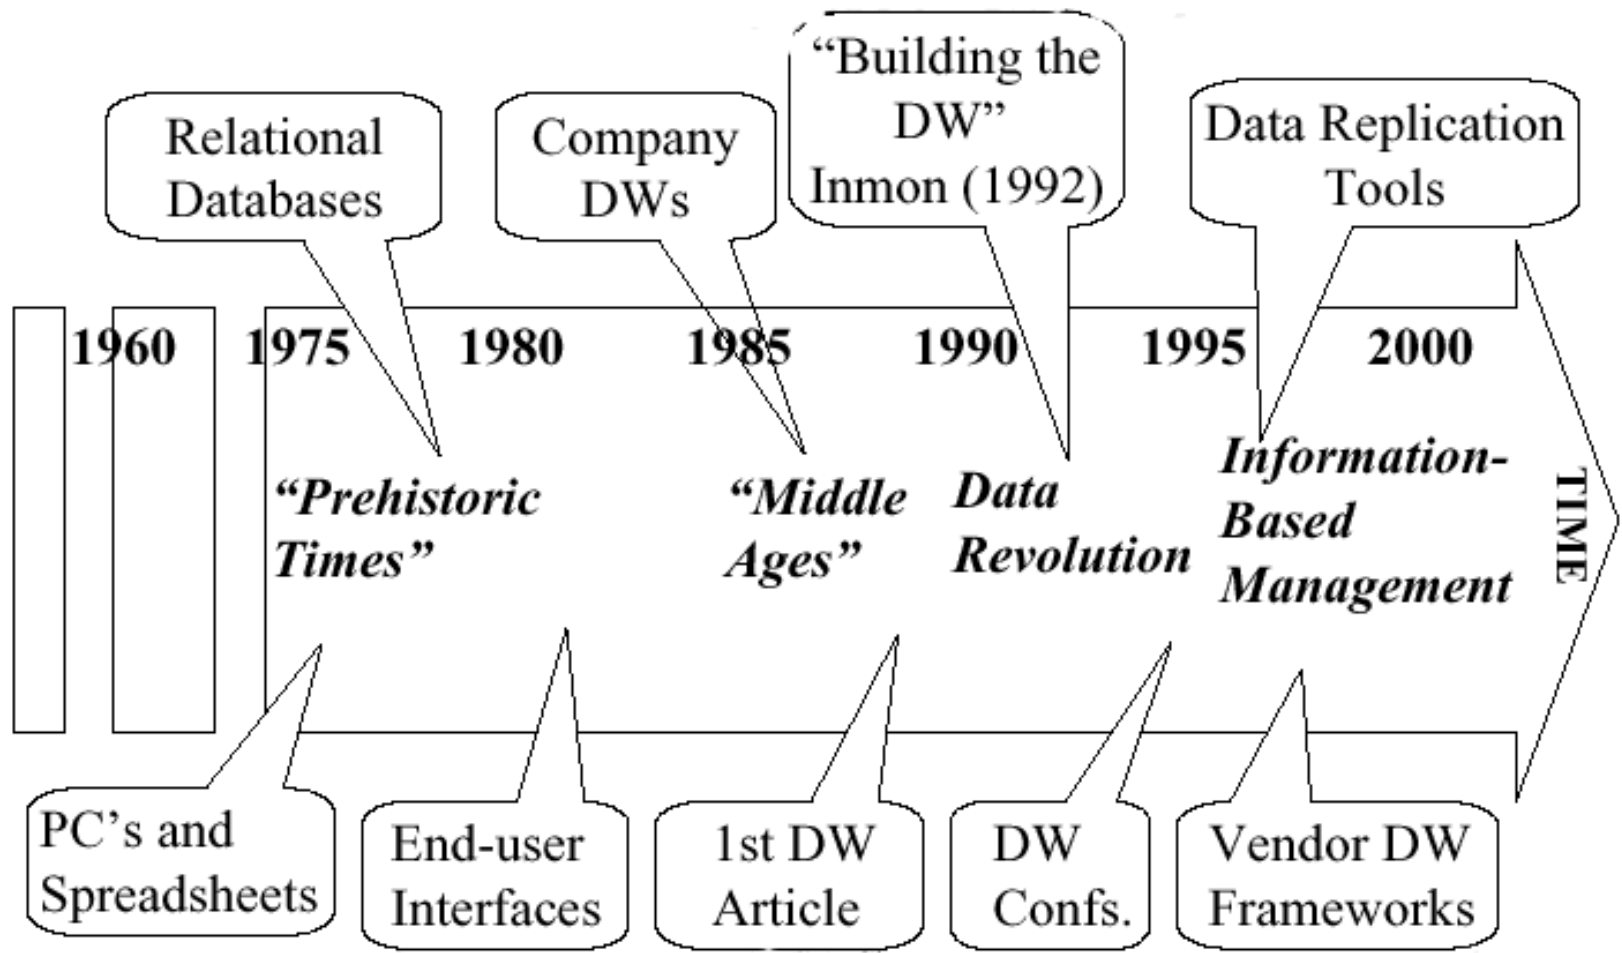 Relational
Databases
Company
DWs
“Building the
DW”
Inmon (1992)
Data Replication
Tools
1960 1975 1980 1985 1990 1995 2000
“Prehistoric
Times”
“Middle
Ages”
Data
Revolution
Information-
Based
Management
TIME
PC’s and
Spreadsheets
End-user
Interfaces
1st DW
Article
DW
Confs.
Vendor DW
Frameworks